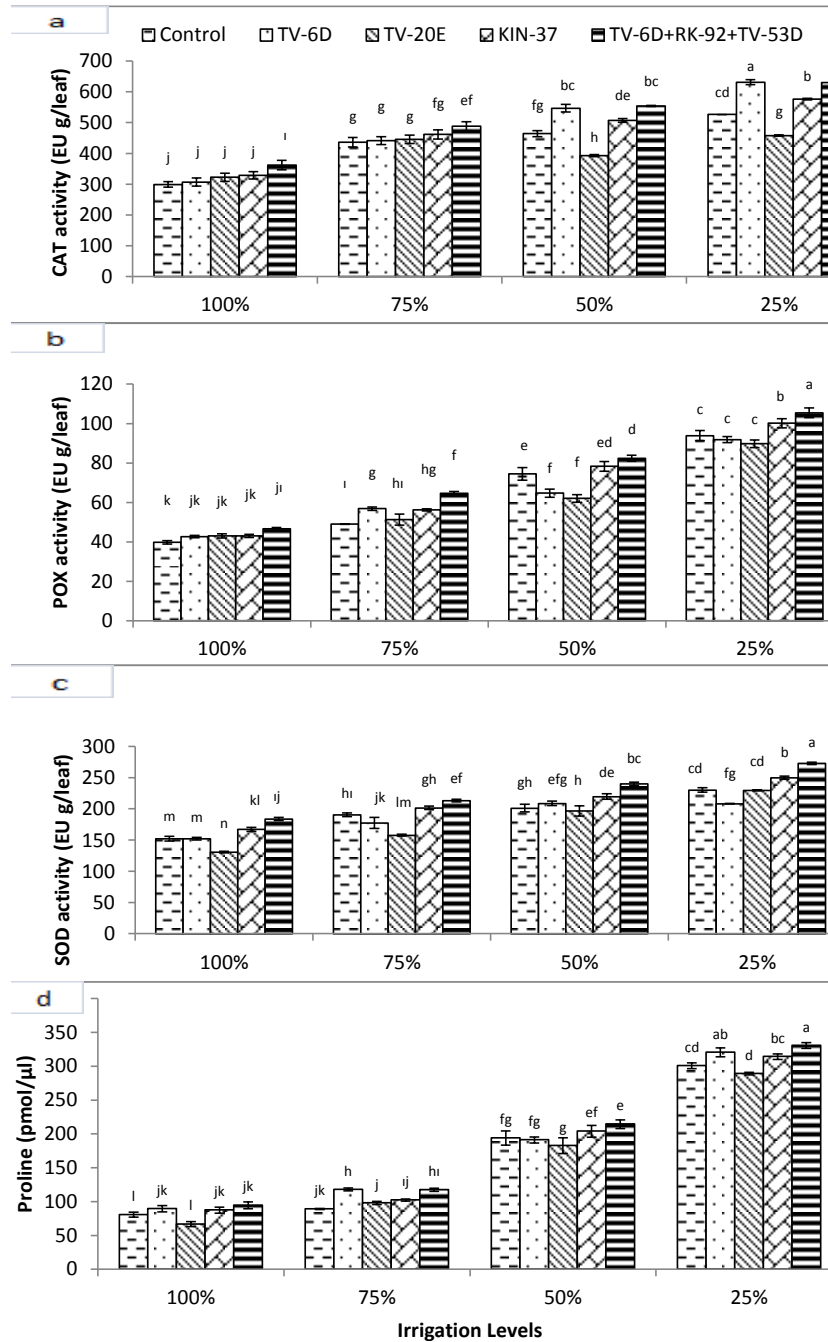 a
Control TV-6D TV-20E KIN-37 TV-6D+RK-92+TV-53D
CAT activity (EU g/leaf)
700
600
500
400
300
200
100
0
j j j j ı
g g g fg ef
fg bc h de bc
cd a g b
100% 75% 50% 25%
b
POX activity (EU g/leaf)
120
100
80
60
40
20
0
k jk jk jk jı
ı g hı hg f
e f f ed d
c c c b a
100% 75% 50% 25%
c
SOD activity (EU g/leaf)
300
250
200
150
100
50
0
m m n kl ıj
hı jk lm gh ef
gh efg h de bc
cd fg cd b a
100% 75% 50% 25%
d
Proline (pmol/µl)
350
300
250
200
150
100
50
0
l jk l jk jk
jk h j ıj hı
fg fg g ef e
cd ab d bc a
100% 75% 50% 25%
Irrigation Levels